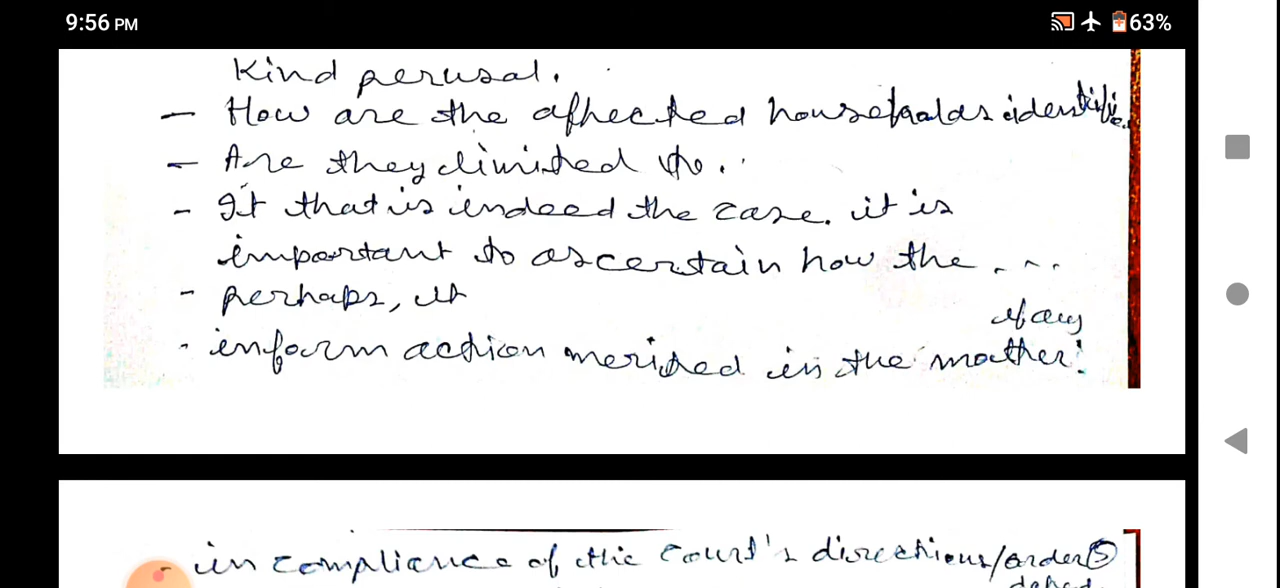 9:56 PM
63%
Kind perusal.
- How are the affected households identifie
- Are they limited to..
- If that is indeed the case. it is
important to ascertain how the ....
- perhaps, it
if any
- inform action merited in the matter!
- in compliance of the Court's directions/order
dated